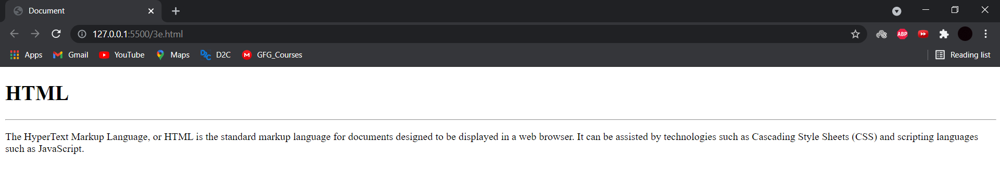 Document
127.0.0.1:5500/3e.html
ABP
Apps Gmail YouTube Maps D2C D2C M GFG_Courses Reading list
HTML
The HyperText Markup Language, or HTML is the standard markup language for documents designed to be displayed in a web browser. It can be assisted by technologies such as Cascading Style Sheets (CSS) and scripting languages
such as JavaScript.